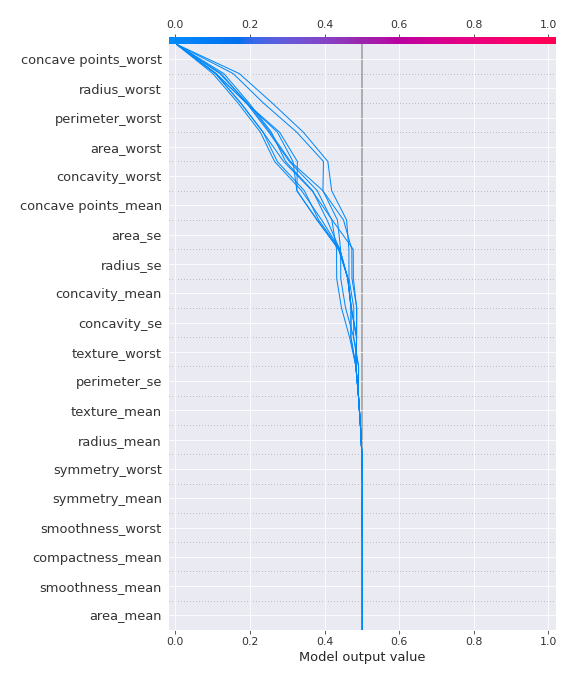 0.0 0.2 0.4 0.6 0.8 1.0
concave points_worst
radius_worst
perimeter_worst
area_worst
concavity_worst
concave points_mean
area_se
radius_se
concavity_mean
concavity_se
texture_worst
perimeter_se
texture_mean
radius_mean
symmetry_worst
symmetry_mean
smoothness_worst
compactness_mean
smoothness_mean
area_mean
0.0 0.2 0.4 0.6 0.8 1.0
Model output value